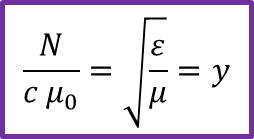 N / (c μ₀) = √(ε / μ) = y